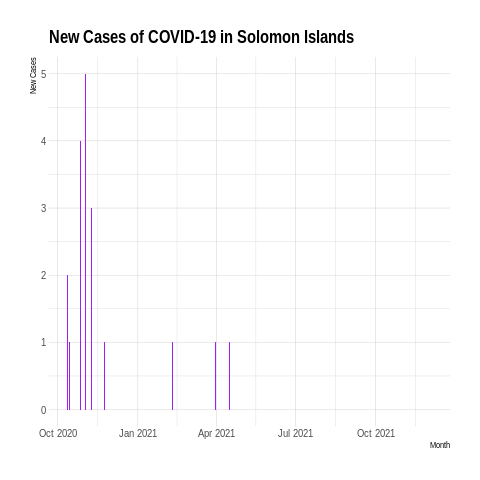 New Cases of COVID-19 in Solomon Islands
New Cases
5
4
3
2
1
0
Oct 2020 Jan 2021 Apr 2021 Jul 2021 Oct 2021
Month